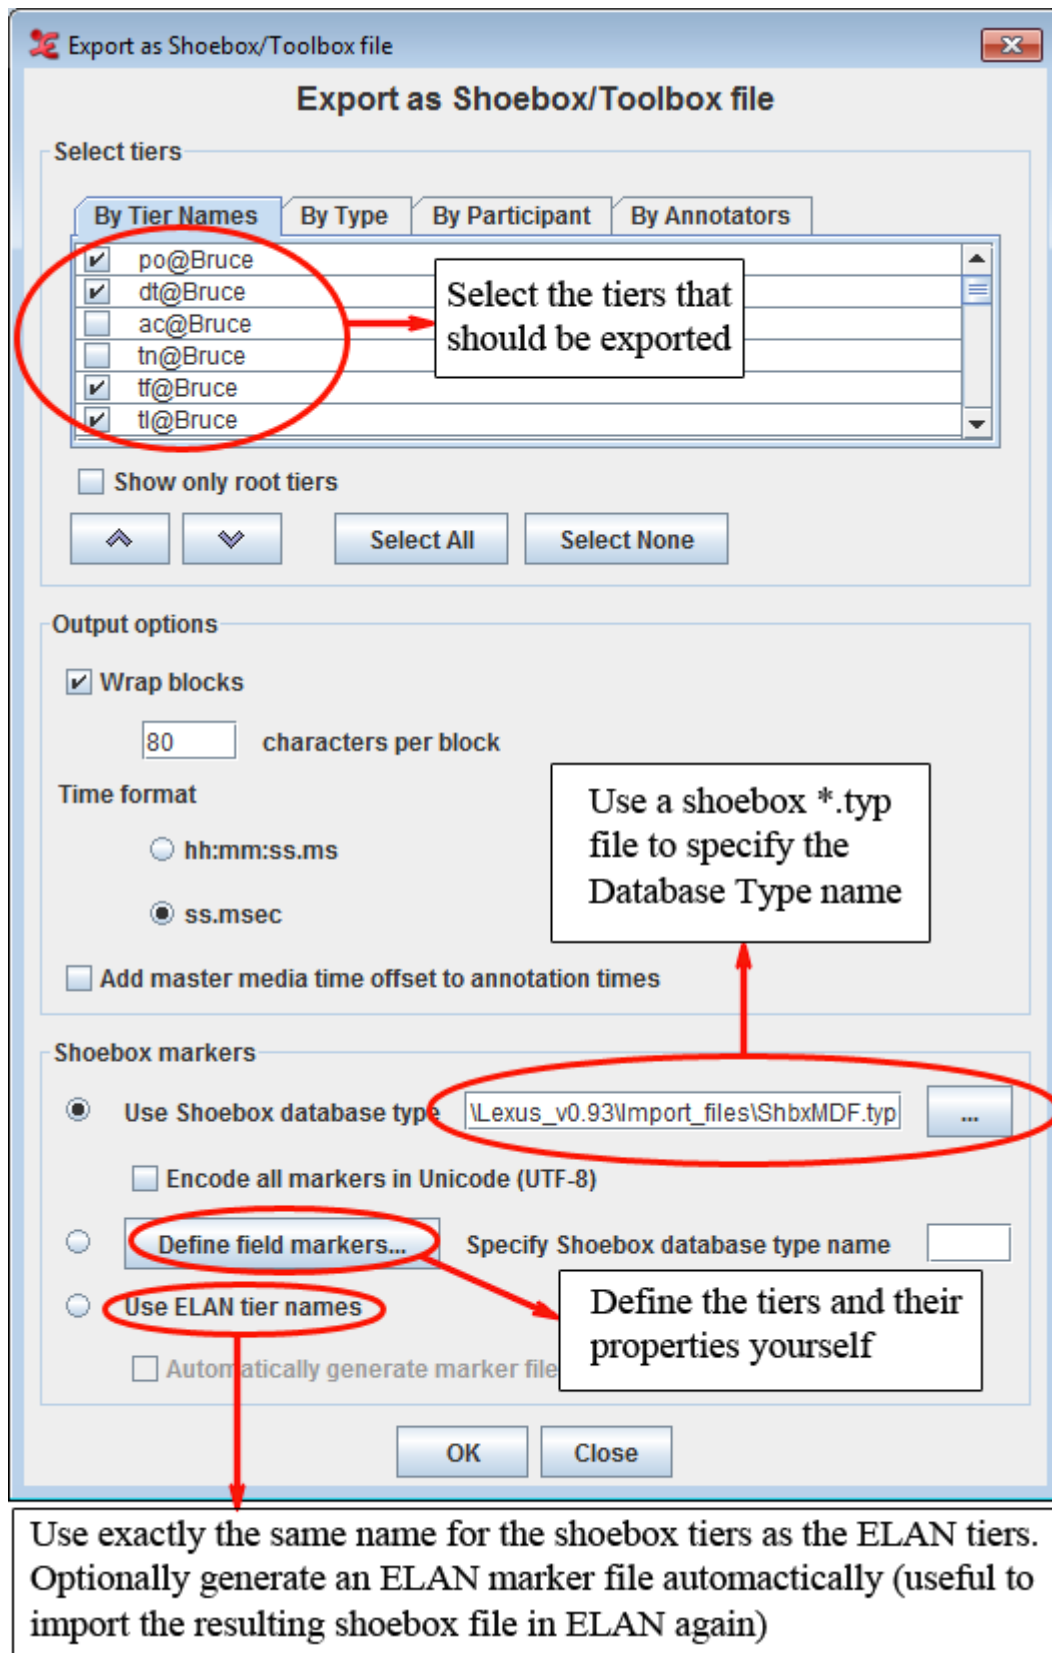 Export as Shoebox/Toolbox file
Export as Shoebox/Toolbox file
Select tiers
By Tier Names By Type By Participant By Annotators
po@Bruce
dt@Bruce
ac@Bruce
tn@Bruce
tf@Bruce
tl@Bruce
Select the tiers that
should be exported
Show only root tiers
Select All Select None
Output options
Wrap blocks
80 characters per block
Time format
hh:mm:ss.ms
ss.msec
Use a shoebox *.typ
file to specify the
Database Type name
Add master media time offset to annotation times
Shoebox markers
Use Shoebox database type \Lexus_v0.93\Import_files\ShbxMDF.typ ...
Encode all markers in Unicode (UTF-8)
Define field markers... Specify Shoebox database type name
Use ELAN tier names
Define the tiers and their
properties yourself
Automatically generate marker file
OK Close
Use exactly the same name for the shoebox tiers as the ELAN tiers.
Optionally generate an ELAN marker file automactically (useful to
import the resulting shoebox file in ELAN again)